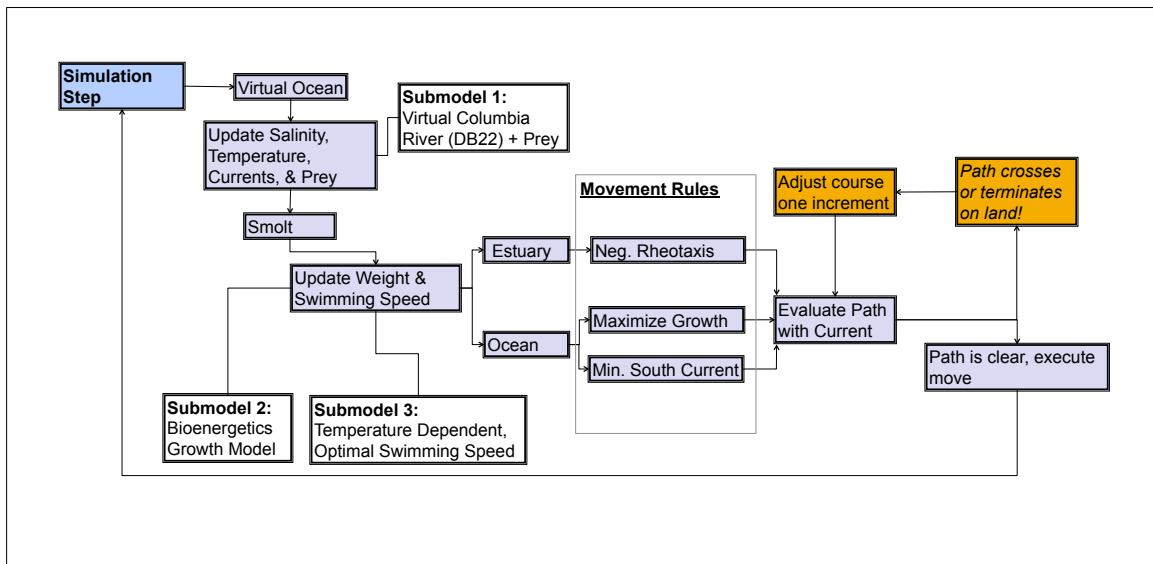 Simulation
Step
Virtual Ocean
Submodel 1:
Virtual Columbia
River (DB22) + Prey
Update Salinity,
Temperature,
Currents, & Prey
Smolt
Update Weight &
Swimming Speed
Submodel 2:
Bioenergetics
Growth Model
Submodel 3:
Temperature Dependent,
Optimal Swimming Speed
Estuary
Ocean
Movement Rules
Neg. Rheotaxis
Maximize Growth
Min. South Current
Adjust course
one increment
Path crosses
or terminates
on land!
Evaluate Path
with Current
Path is clear, execute
move